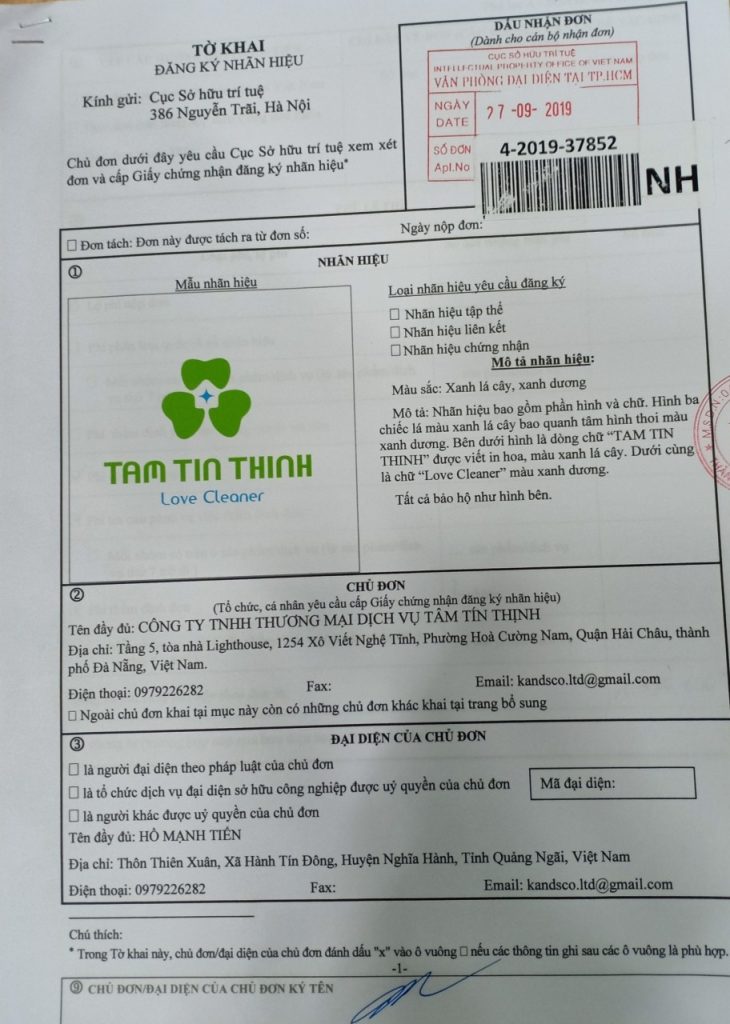 TỜ KHAI
ĐĂNG KÝ NHÃN HIỆU
Kính gửi: Cục Sở hữu trí tuệ
386 Nguyễn Trãi, Hà Nội
Chủ đơn dưới đây yêu cầu Cục Sở hữu trí tuệ xem xét
đơn và cấp Giấy chứng nhận đăng ký nhãn hiệu*
DẤU NHẬN ĐƠN
(Dành cho cán bộ nhận đơn)
CỤC SỞ HỮU TRÍ TUỆ
INTELLECTUAL PROPERTY OFFICE OF VIET NAM
VĂN PHÒNG ĐẠI DIỆN TẠI TP.HCM
NGÀY
DATE
27-09-2019
SỐ ĐƠN
Apl.No
4-2019-37852
NH
☐ Đơn tách: Đơn này được tách ra từ đơn số:
Ngày nộp đơn:
① NHÃN HIỆU
Mẫu nhãn hiệu
TAM TIN THINH
Love Cleaner
Loại nhãn hiệu yêu cầu đăng ký
☐ Nhãn hiệu tập thể
☐ Nhãn hiệu liên kết
☐ Nhãn hiệu chứng nhận
Mô tả nhãn hiệu:
Màu sắc: Xanh lá cây, xanh dương
Mô tả: Nhãn hiệu bao gồm phần hình và chữ. Hình ba
chiếc lá màu xanh lá cây bao quanh tâm hình thoi màu
xanh dương. Bên dưới hình là dòng chữ “TAM TIN
THINH” được viết in hoa, màu xanh lá cây. Dưới cùng
là chữ “Love Cleaner” màu xanh dương.
Tất cả bảo hộ như hình bên.
② CHỦ ĐƠN
(Tổ chức, cá nhân yêu cầu cấp Giấy chứng nhận đăng ký nhãn hiệu)
Tên đầy đủ: CÔNG TY TNHH THƯƠNG MẠI DỊCH VỤ TÂM TÍN THỊNH
Địa chỉ: Tầng 5, tòa nhà Lighthouse, 1254 Xô Viết Nghệ Tĩnh, Phường Hoà Cường Nam, Quận Hải Châu, thành
phố Đà Nẵng, Việt Nam.
Điện thoại: 0979226282 Fax: Email: kandsco.ltd@gmail.com
☐ Ngoài chủ đơn khai tại mục này còn có những chủ đơn khác khai tại trang bổ sung
③ ĐẠI DIỆN CỦA CHỦ ĐƠN
☐ là người đại diện theo pháp luật của chủ đơn
☐ là tổ chức dịch vụ đại diện sở hữu công nghiệp được uỷ quyền của chủ đơn
Mã đại diện:
☐ là người khác được uỷ quyền của chủ đơn
Tên đầy đủ: HỒ MẠNH TIẾN
Địa chỉ: Thôn Thiên Xuân, Xã Hành Tín Đông, Huyện Nghĩa Hành, Tỉnh Quảng Ngãi, Việt Nam
Điện thoại: 0979226282 Fax: Email: kandsco.ltd@gmail.com
Chú thích:
* Trong Tờ khai này, chủ đơn/đại diện của chủ đơn đánh dấu "x" vào ô vuông ☐ nếu các thông tin ghi sau các ô vuông là phù hợp.
-1-
⑨ CHỦ ĐƠN/ĐẠI DIỆN CỦA CHỦ ĐƠN KÝ TÊN